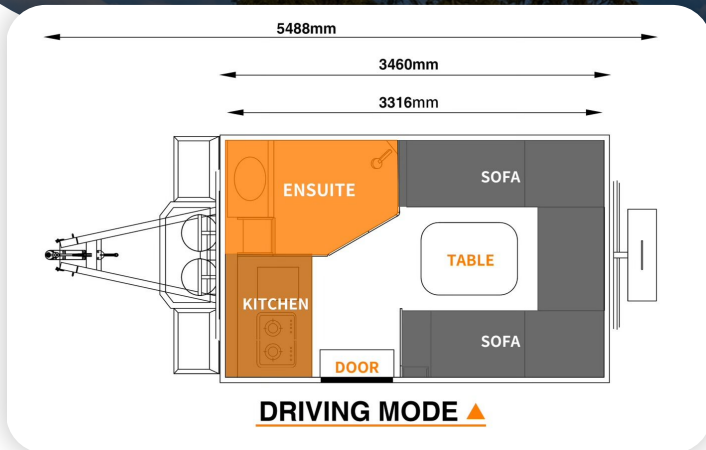 5488mm
3460mm
3316mm
ENSUITE
SOFA
TABLE
KITCHEN
SOFA
DOOR
DRIVING MODE